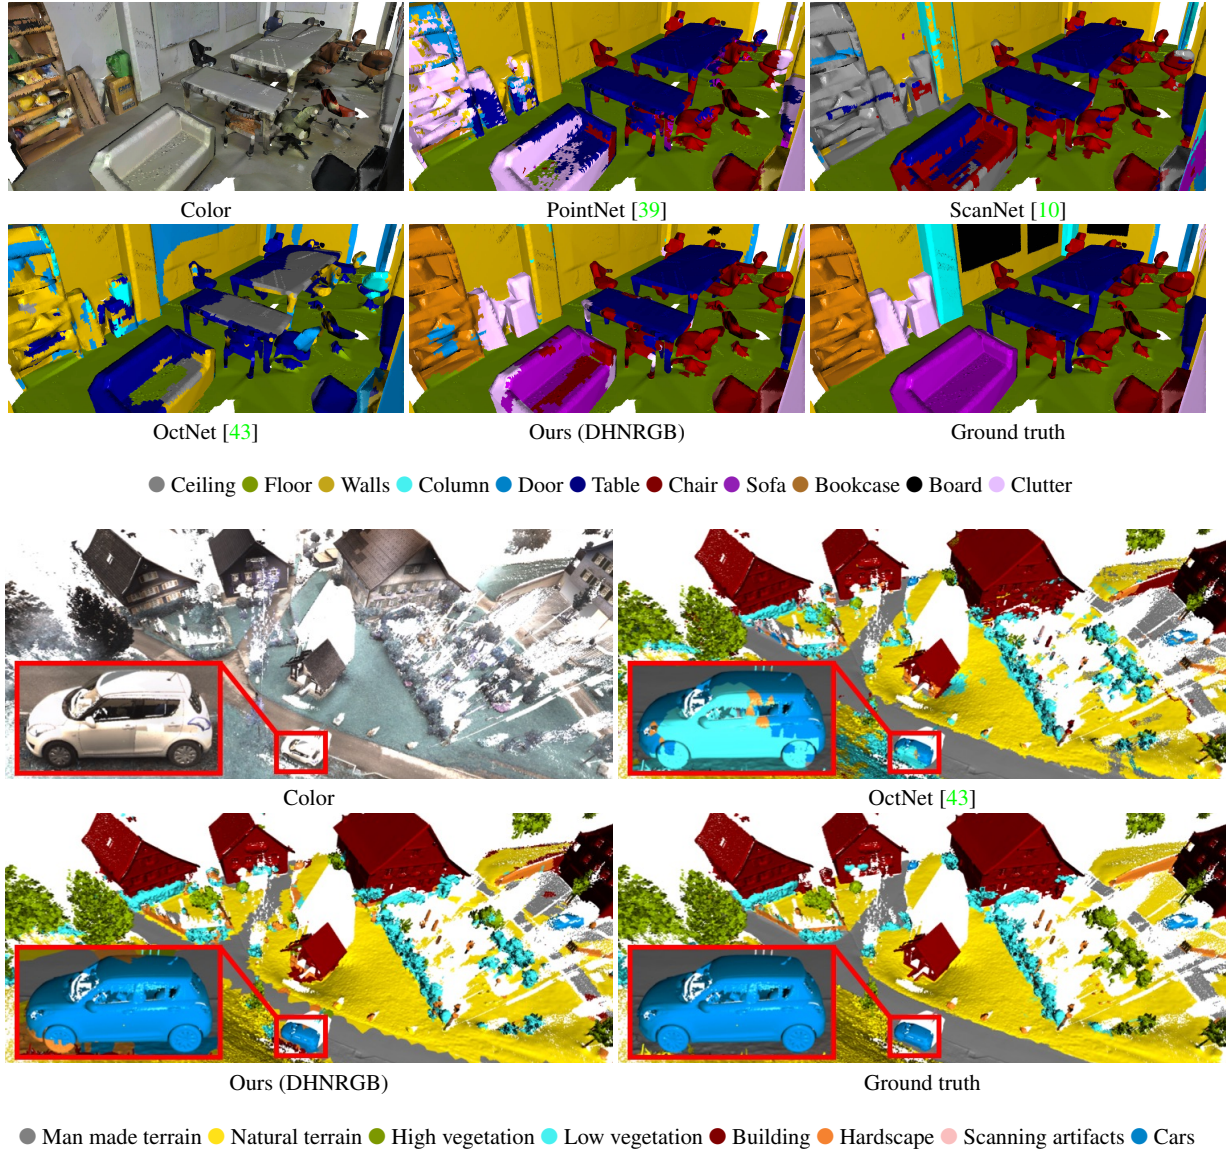 Color
PointNet [39]
ScanNet [10]
OctNet [43]
Ours (DHNRGB)
Ground truth
Ceiling Floor Walls Column Door Table Chair Sofa Bookcase Board Clutter
Color
OctNet [43]
Ours (DHNRGB)
Ground truth
Man made terrain Natural terrain High vegetation Low vegetation Building Hardscape Scanning artifacts Cars